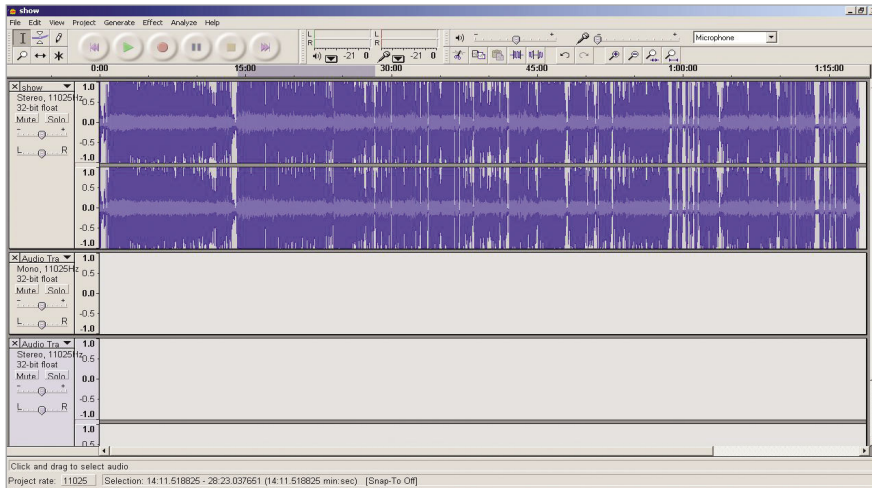 show
File Edit View Project Generate Effect Analyze Help
L
R
L
R
-21 0
-21 0
Microphone
0:00 15:00 30:00 45:00 1:00:00 1:15:00
show
Stereo, 11025Hz
32-bit float
Mute Solo
- +
L R
1.0
0.5
0.0
-0.5
-1.0
1.0
0.5
0.0
-0.5
-1.0
Audio Tra
Mono, 11025Hz
32-bit float
Mute Solo
- +
L R
1.0
0.5
0.0
-0.5
-1.0
Audio Tra
Stereo, 11025Hz
32-bit float
Mute Solo
- +
L R
1.0
0.5
0.0
-0.5
-1.0
1.0
0.5
Click and drag to select audio
Project rate: 11025 Selection: 14:11.518825 - 28:23.037651 (14:11.518825 min:sec) [Snap-To Off]